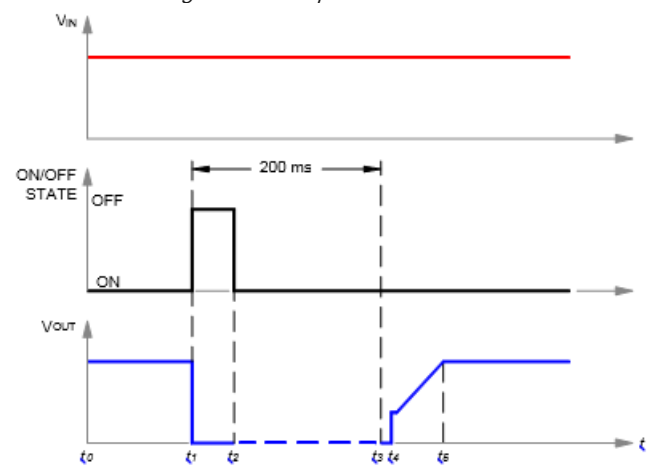 VIN
200 ms
ON/OFF
STATE
OFF
ON
VOUT
t
t0 t1 t2 t3 t4 t5